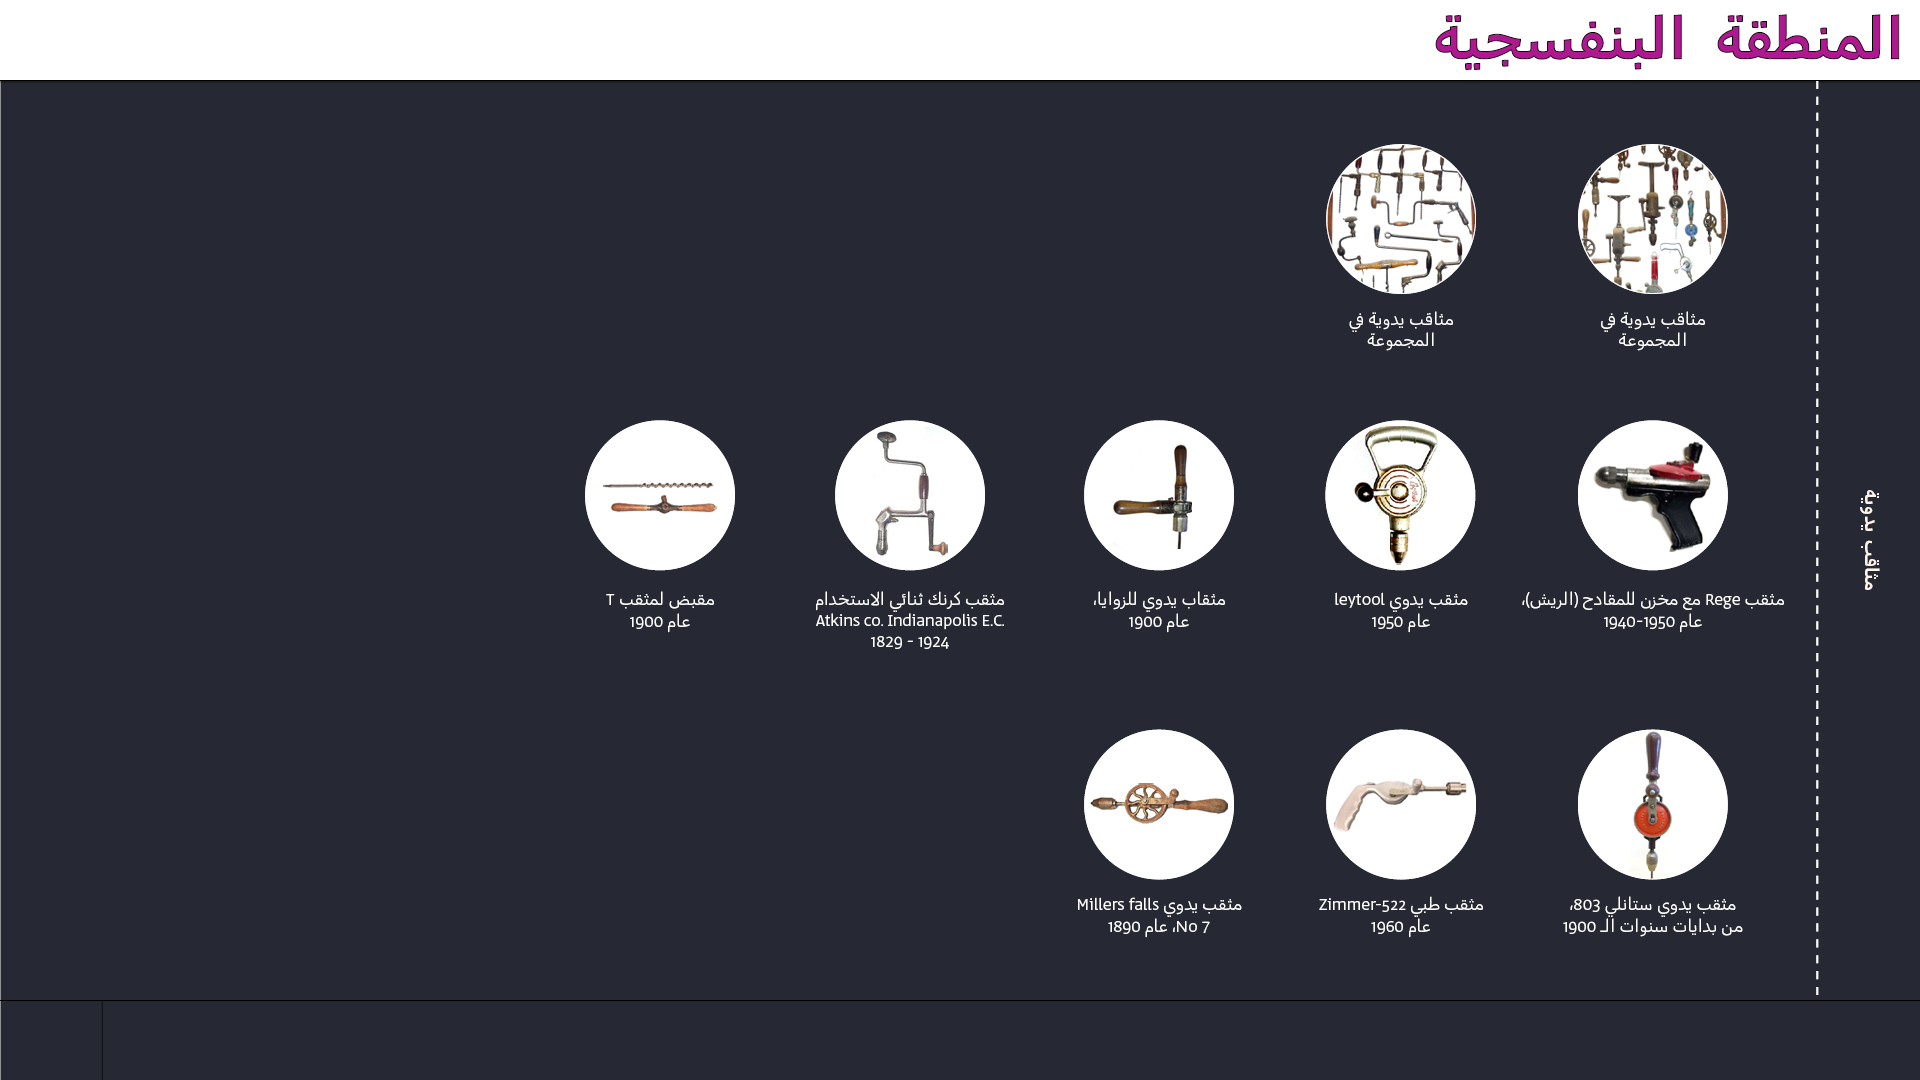 المنطقة البنفسجية
مثاقب يدوية
مثاقب يدوية في
المجموعة
مثاقب يدوية في
المجموعة
مثقب Rege مع مخزن للمقادح (الريش)،
عام 1950-1940
مثقب يدوي leytool
عام 1950
مثقاب يدوي للزوايا،
عام 1900
مثقب كرنك ثنائي الاستخدام
Atkins co. Indianapolis E.C.
1829 - 1924
مقبض لمثقب T
عام 1900
مثقب يدوي ستانلي 803،
من بدايات سنوات الـ 1900
مثقب طبي Zimmer-522
عام 1960
مثقب يدوي Millers falls
No 7، عام 1890